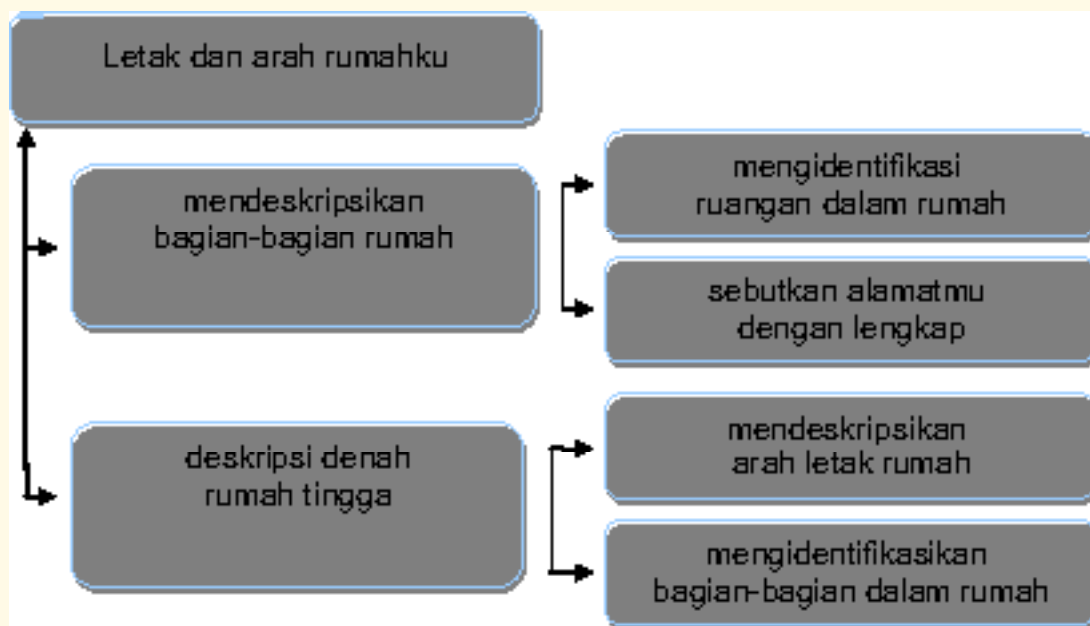 Letak dan arah rumahku
mendeskripsikan
bagian-bagian rumah
mengidentifikasi
ruangan dalam rumah
sebutkan alamatmu
dengan lengkap
deskripsi denah
rumah tingga
mendeskripsikan
arah letak rumah
mengidentifikasikan
bagian-bagian dalam rumah